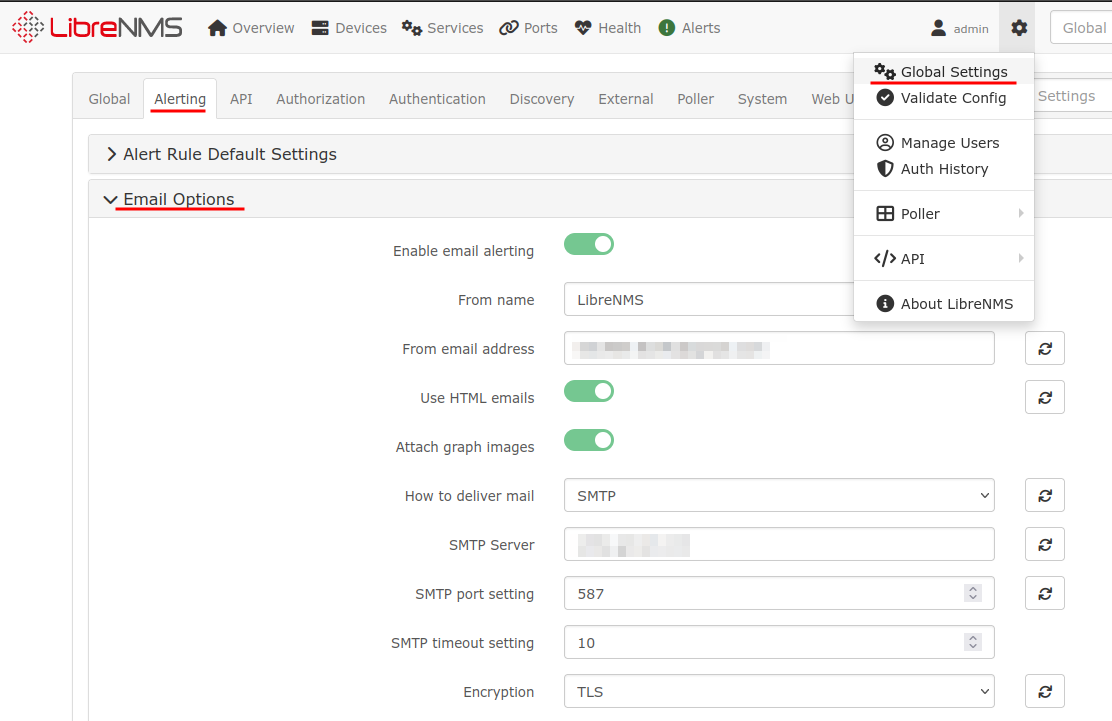 LibreNMS Overview Devices Services Ports Health Alerts admin Global
Global Settings
Validate Config
Manage Users
Auth History
Poller
API
About LibreNMS
Global Alerting API Authorization Authentication Discovery External Poller System Web U Settings
Alert Rule Default Settings
Email Options
Enable email alerting
From name LibreNMS
From email address
Use HTML emails
Attach graph images
How to deliver mail SMTP
SMTP Server
SMTP port setting 587
SMTP timeout setting 10
Encryption TLS